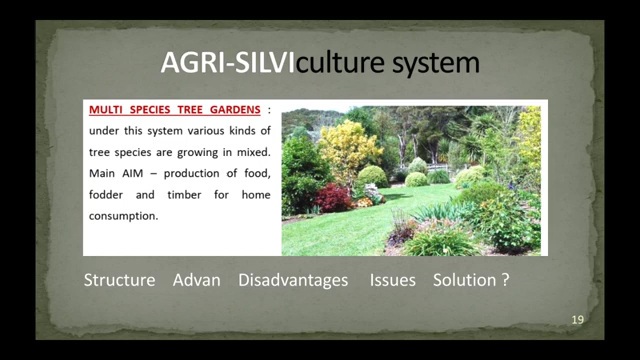 AGRI-SILVIculture system
MULTI SPECIES TREE GARDENS :
under this system various kinds of
tree species are growing in mixed.
Main AIM – production of food,
fodder and timber for home
consumption.
Structure Advan Disadvantages Issues Solution ?
19